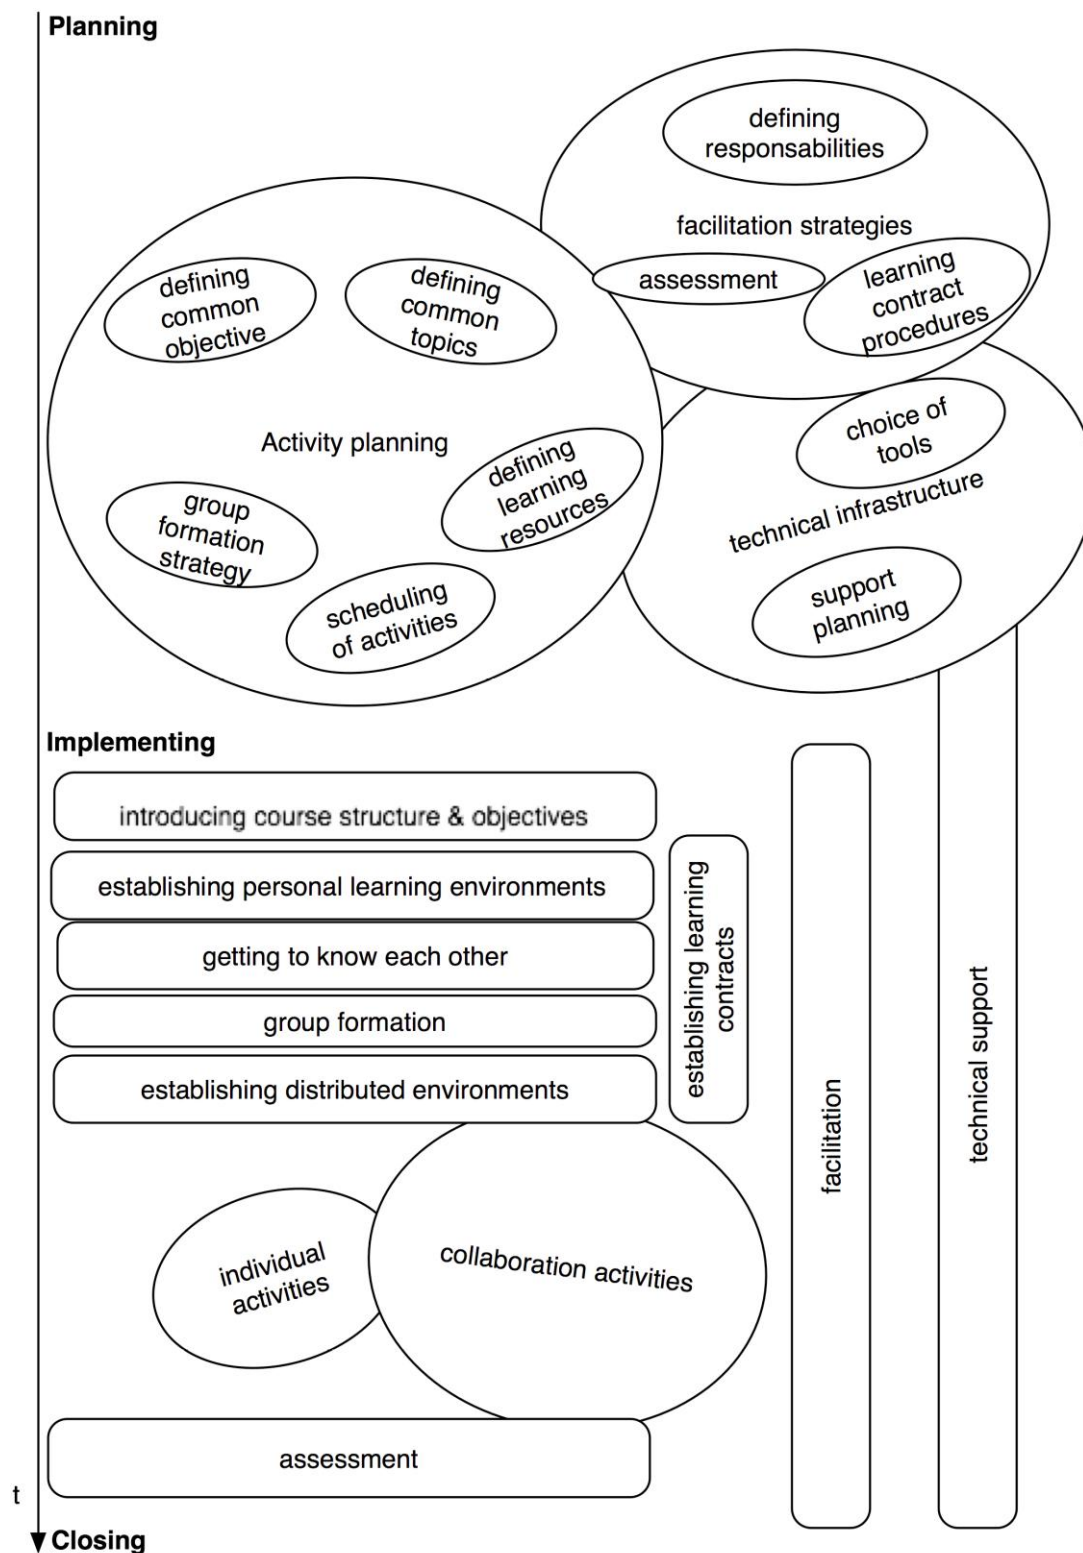 Planning
defining
responsabilities
facilitation strategies
assessment
learning
contract
procedures
defining
common
objective
defining
common
topics
Activity planning
defining
learning
resources
group
formation
strategy
scheduling
of activities
choice of
tools
technical infrastructure
support
planning
Implementing
introducing course structure & objectives
establishing personal learning environments
getting to know each other
group formation
establishing distributed environments
establishing learning
contracts
facilitation
technical support
individual
activities
collaboration activities
assessment
t
Closing